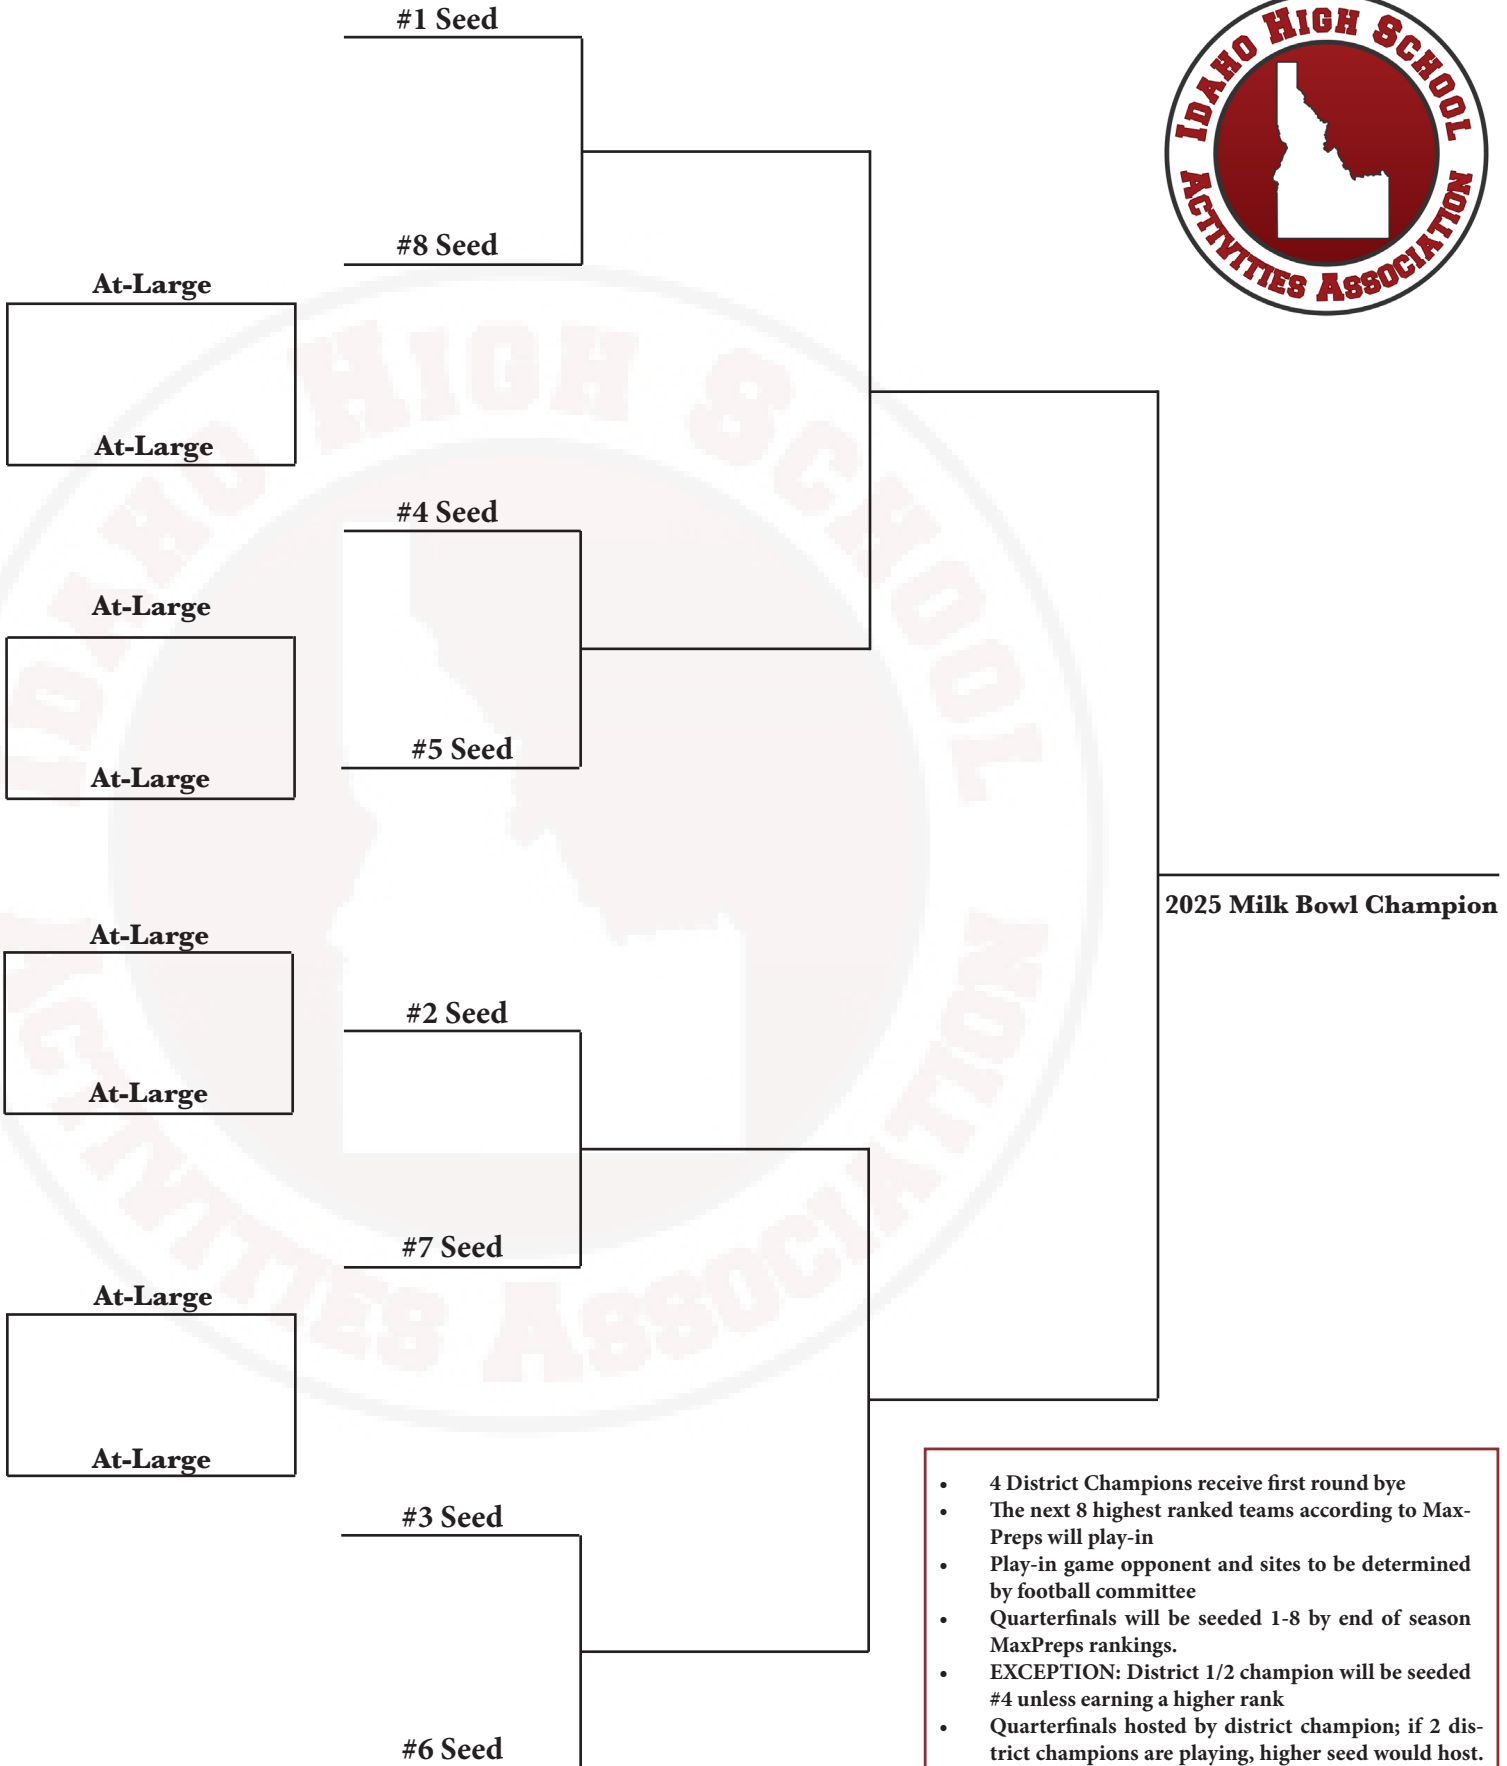 #1 Seed
IDAHO HIGH SCHOOL
ACTIVITIES ASSOCIATION
#8 Seed
At-Large
At-Large
#4 Seed
At-Large
#5 Seed
At-Large
2025 Milk Bowl Champion
At-Large
#2 Seed
At-Large
#7 Seed
At-Large
At-Large
#3 Seed
#6 Seed
• 4 District Champions receive first round bye
• The next 8 highest ranked teams according to Max-
Preps will play-in
• Play-in game opponent and sites to be determined
by football committee
• Quarterfinals will be seeded 1-8 by end of season
MaxPreps rankings.
• EXCEPTION: District 1/2 champion will be seeded
#4 unless earning a higher rank
• Quarterfinals hosted by district champion; if 2 dis-
trict champions are playing, higher seed would host.
IDAHO HIGH SCHOOL
ACTIVITIES ASSOCIATION